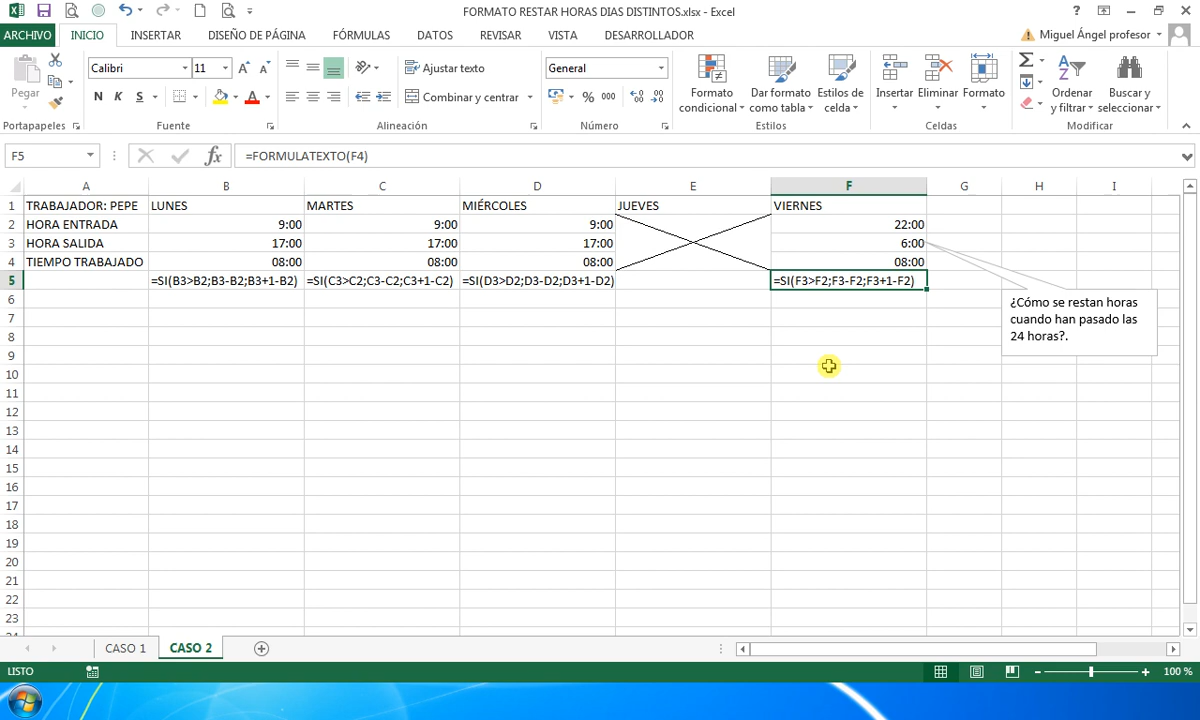 FORMATO RESTAR HORAS DIAS DISTINTOS.xlsx - Excel
ARCHIVO INICIO INSERTAR DISEÑO DE PÁGINA FÓRMULAS DATOS REVISAR VISTA DESARROLLADOR Miguel Ángel profesor
Pegar
Portapapeles
Calibri 11
N K S
Fuente
Ajustar texto
Combinar y centrar
Alineación
General
% 000
Número
Formato condicional
Dar formato como tabla
Estilos de celda
Estilos
Insertar Eliminar Formato
Celdas
Ordenar y filtrar
Buscar y seleccionar
Modificar
F5 fx =FORMULATEXTO(F4)
A B C D E F G H I
1 TRABAJADOR: PEPE LUNES MARTES MIÉRCOLES JUEVES VIERNES
2 HORA ENTRADA 9:00 9:00 9:00 22:00
3 HORA SALIDA 17:00 17:00 17:00 6:00
4 TIEMPO TRABAJADO 08:00 08:00 08:00 08:00
5 =SI(B3>B2;B3-B2;B3+1-B2) =SI(C3>C2;C3-C2;C3+1-C2) =SI(D3>D2;D3-D2;D3+1-D2) =SI(F3>F2;F3-F2;F3+1-F2)
¿Cómo se restan horas
cuando han pasado las
24 horas?.
6
7
8
9
10
11
12
13
14
15
16
17
18
19
20
21
22
23
CASO 1 CASO 2
LISTO 100 %